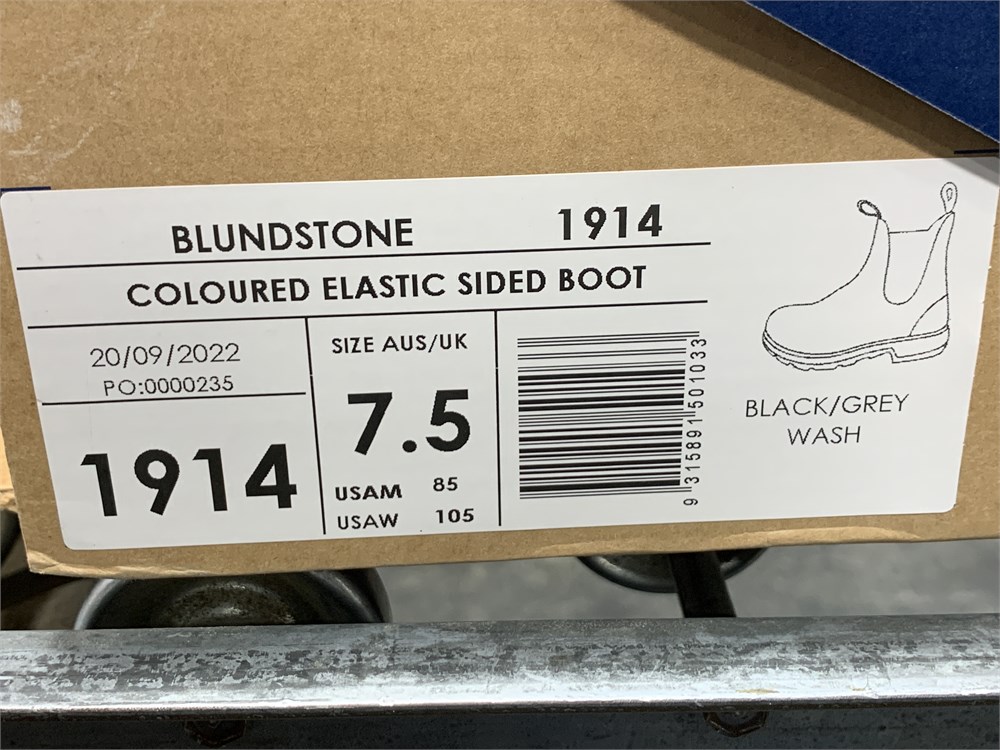 BLUNDSTONE 1914
COLOURED ELASTIC SIDED BOOT
20/09/2022
PO:0000235
1914
SIZE AUS/UK
7.5
USAM 85
USAW 105
9 315891 501033
BLACK/GREY
WASH